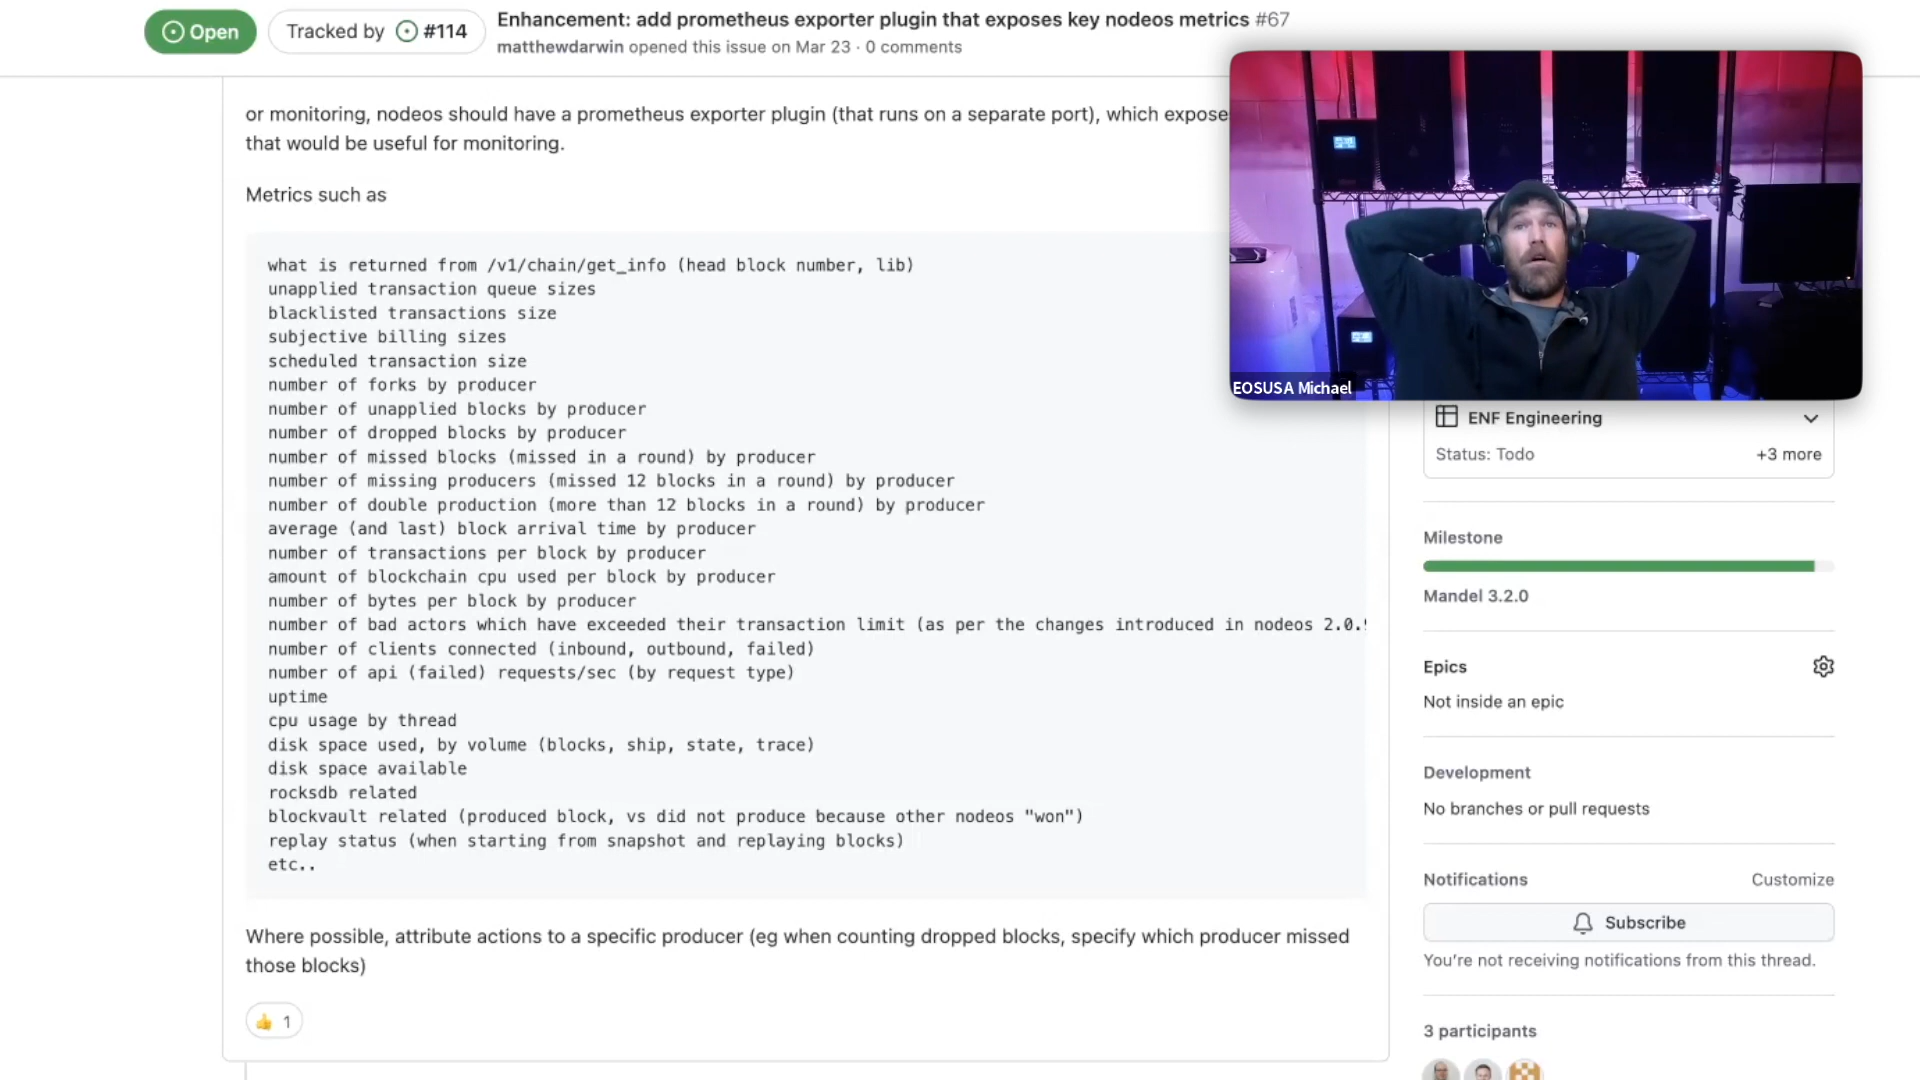 Open
Tracked by #114
Enhancement: add prometheus exporter plugin that exposes key nodeos metrics #67
matthewdarwin opened this issue on Mar 23 · 0 comments
or monitoring, nodeos should have a prometheus exporter plugin (that runs on a separate port), which expose
that would be useful for monitoring.
Metrics such as
what is returned from /v1/chain/get_info (head block number, lib)
unapplied transaction queue sizes
blacklisted transactions size
subjective billing sizes
scheduled transaction size
number of forks by producer
number of unapplied blocks by producer
number of dropped blocks by producer
number of missed blocks (missed in a round) by producer
number of missing producers (missed 12 blocks in a round) by producer
number of double production (more than 12 blocks in a round) by producer
average (and last) block arrival time by producer
number of transactions per block by producer
amount of blockchain cpu used per block by producer
number of bytes per block by producer
number of bad actors which have exceeded their transaction limit (as per the changes introduced in nodeos 2.0.
number of clients connected (inbound, outbound, failed)
number of api (failed) requests/sec (by request type)
uptime
cpu usage by thread
disk space used, by volume (blocks, ship, state, trace)
disk space available
rocksdb related
blockvault related (produced block, vs did not produce because other nodeos "won")
replay status (when starting from snapshot and replaying blocks)
etc..
Where possible, attribute actions to a specific producer (eg when counting dropped blocks, specify which producer missed
those blocks)
👍 1
EOSUSA Michael
ENF Engineering
Status: Todo
+3 more
Milestone
Mandel 3.2.0
Epics
Not inside an epic
Development
No branches or pull requests
Notifications
Customize
Subscribe
You're not receiving notifications from this thread.
3 participants